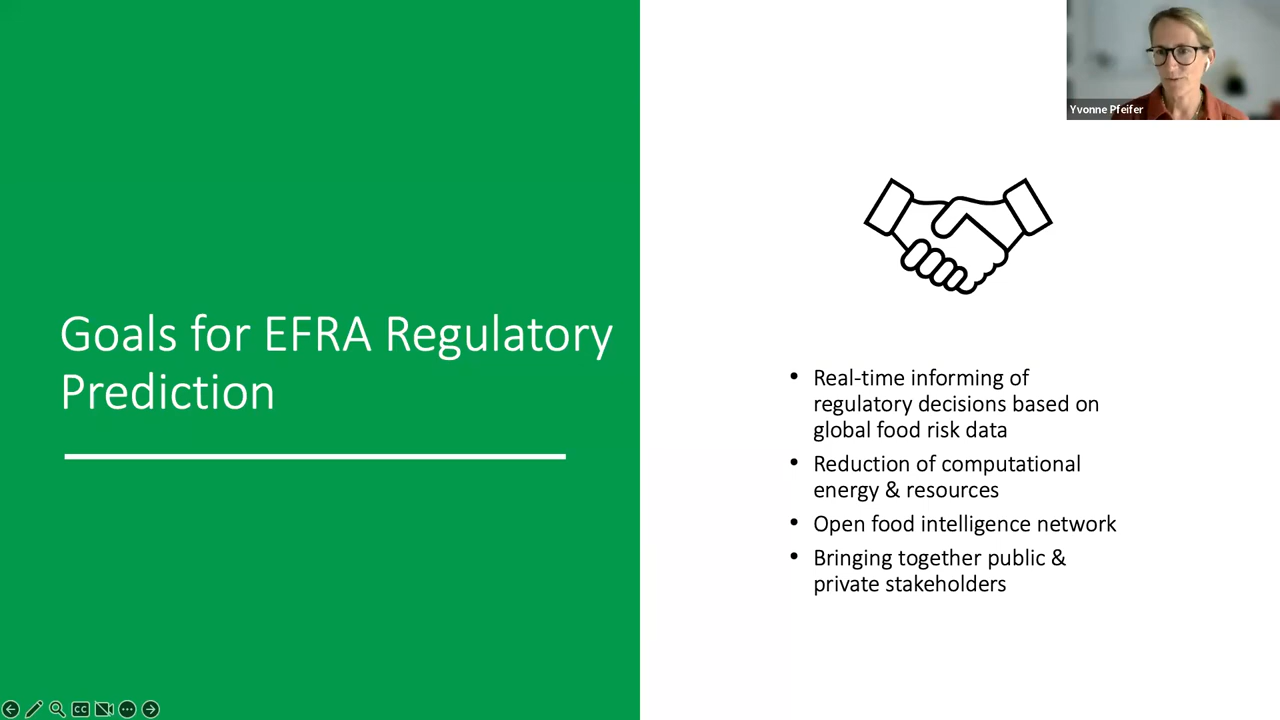 Yvonne Pfeifer
Goals for EFRA Regulatory
Prediction
• Real-time informing of
regulatory decisions based on
global food risk data
• Reduction of computational
energy & resources
• Open food intelligence network
• Bringing together public &
private stakeholders
CC